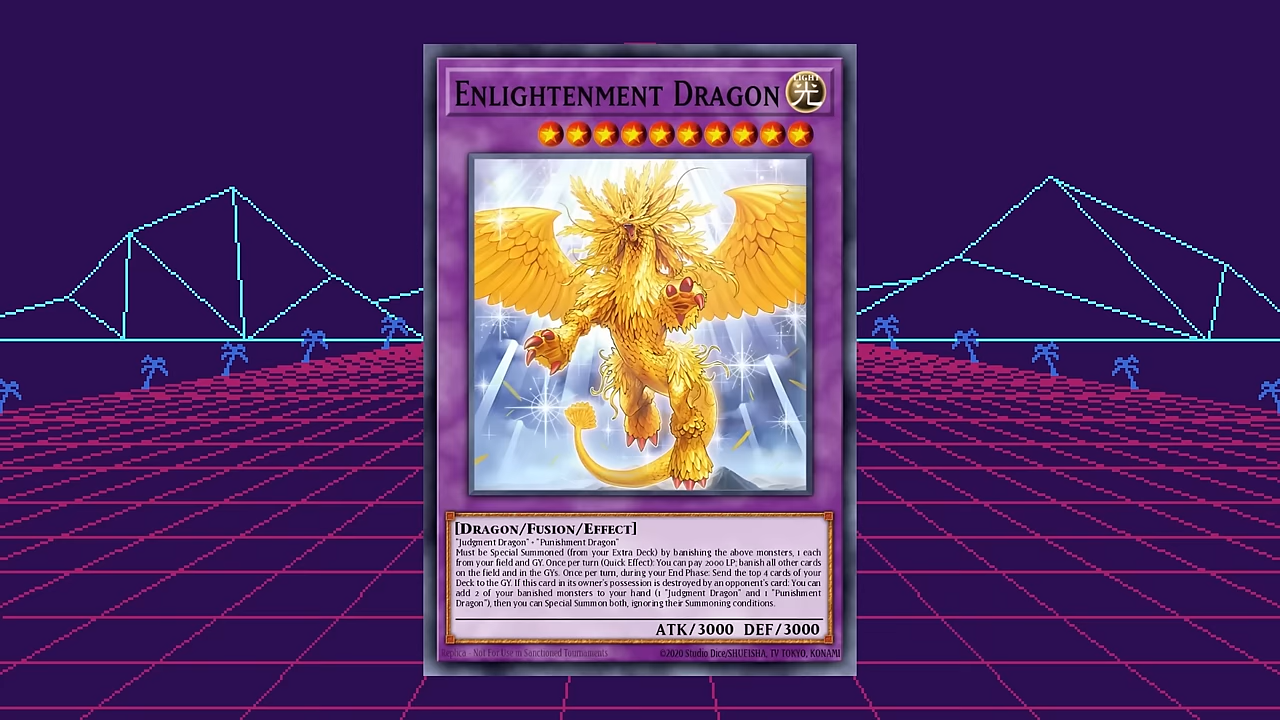 Enlightenment Dragon
LIGHT
光
[Dragon/Fusion/Effect]
"Judgment Dragon" + "Punishment Dragon"
Must be Special Summoned (from your Extra Deck) by banishing the above monsters, 1 each
from your field and GY. Once per turn (Quick Effect): You can pay 2000 LP; banish all other cards
on the field and in the GYs. Once per turn, during your End Phase: Send the top 4 cards of your
Deck to the GY. If this card in its owner's possession is destroyed by an opponent's card: You can
add 2 of your banished monsters to your hand (1 "Judgment Dragon" and 1 "Punishment
Dragon"), then you can Special Summon both, ignoring their Summoning conditions.
ATK/3000 DEF/3000
Replica - Not For Use in Sanctioned Tournaments
©2020 Studio Dice/SHUEISHA, TV TOKYO, KONAMI